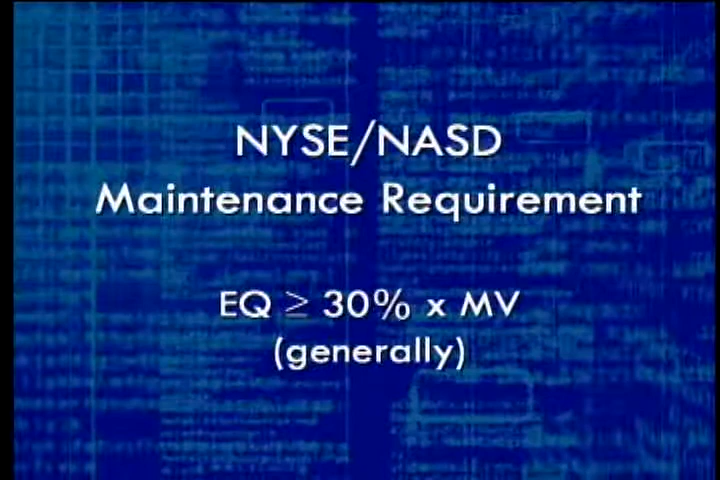 NYSE/NASD
Maintenance Requirement
EQ ≥ 30% x MV
(generally)